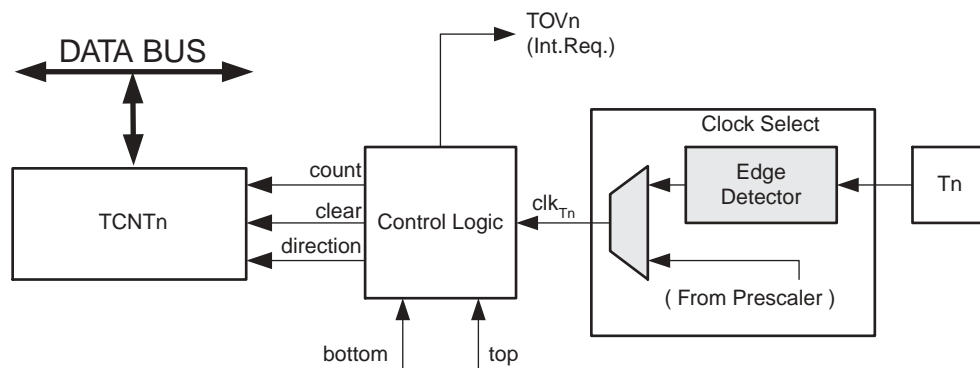 TOVn
(Int.Req.)
DATA BUS
Clock Select
count
Edge
Detector
Tn
TCNTn
clear
Control Logic
clkTn
direction
( From Prescaler )
bottom
top